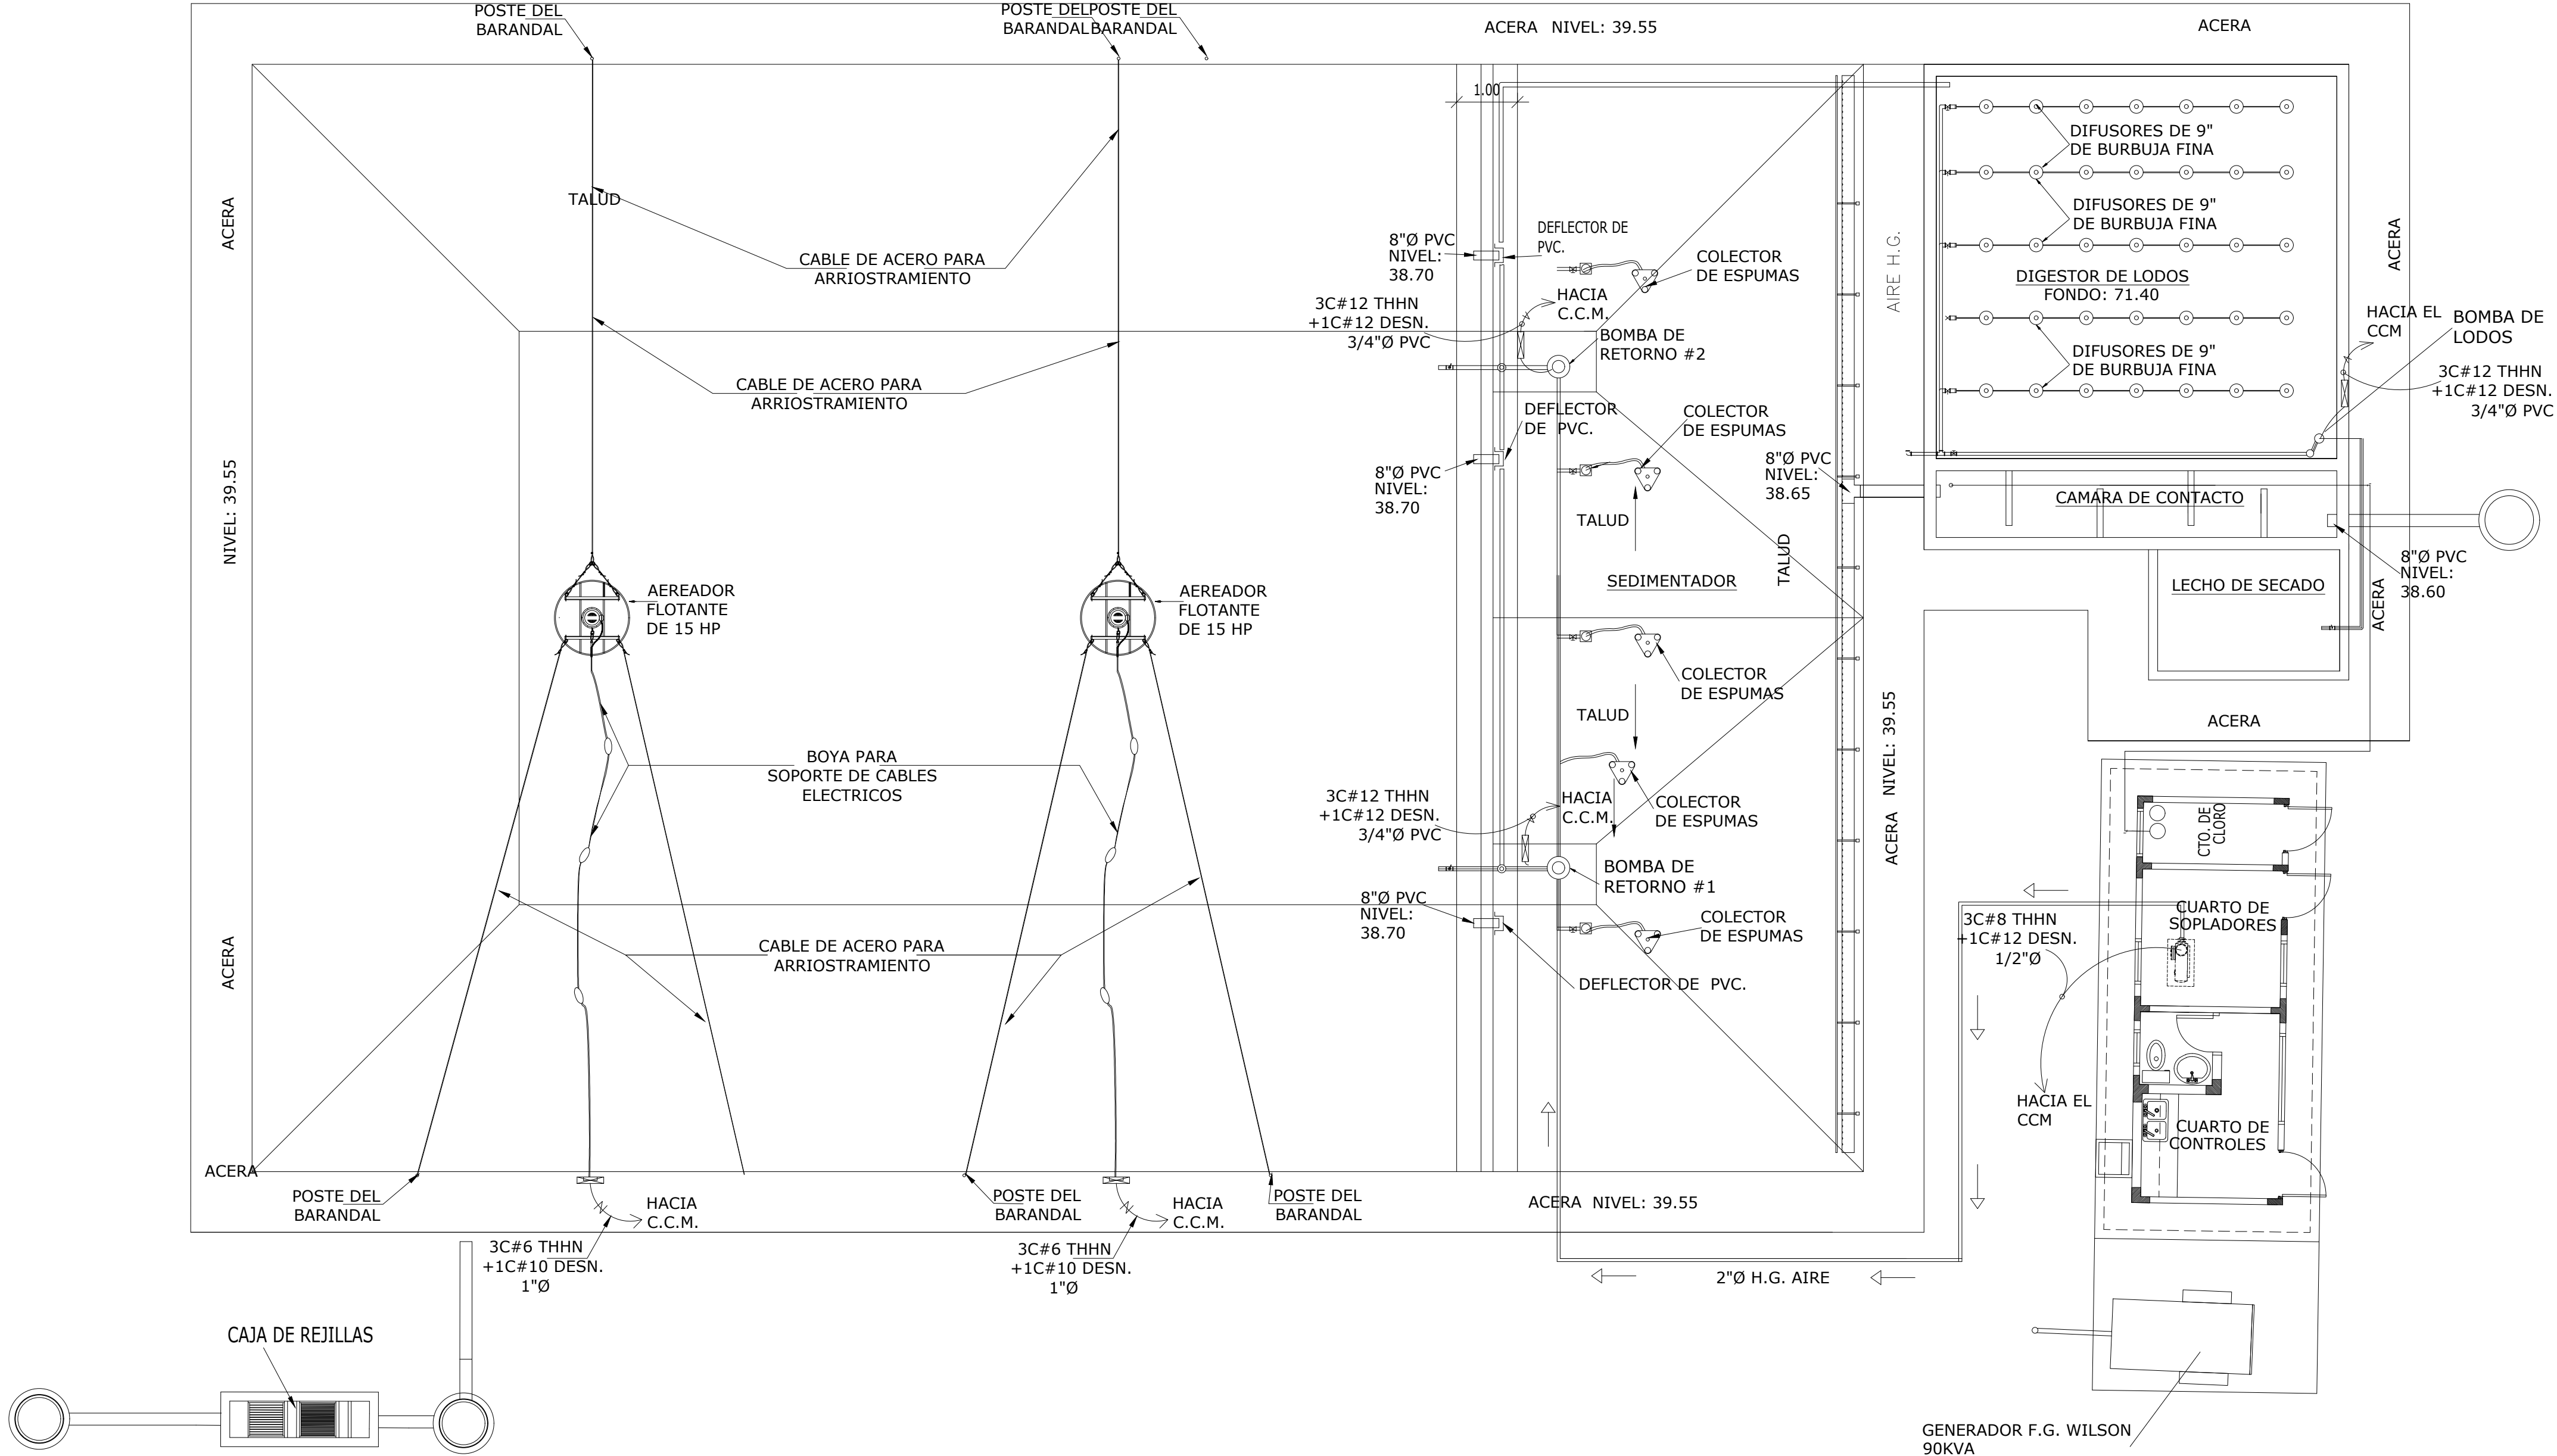 POSTE DEL
BARANDAL
POSTE DEL
BARANDAL
POSTE DEL
BARANDAL
ACERA NIVEL: 39.55
ACERA
ACERA
TALUD
CABLE DE ACERO PARA
ARRIOSTRAMIENTO
CABLE DE ACERO PARA
ARRIOSTRAMIENTO
NIVEL: 39.55
AEREADOR
FLOTANTE
DE 15 HP
AEREADOR
FLOTANTE
DE 15 HP
BOYA PARA
SOPORTE DE CABLES
ELECTRICOS
CABLE DE ACERO PARA
ARRIOSTRAMIENTO
ACERA
ACERA
POSTE DEL
BARANDAL
HACIA
C.C.M.
3C#6 THHN
+1C#10 DESN.
1"Ø
POSTE DEL
BARANDAL
HACIA
C.C.M.
3C#6 THHN
+1C#10 DESN.
1"Ø
POSTE DEL
BARANDAL
CAJA DE REJILLAS
1.00
8"Ø PVC
NIVEL:
38.70
DEFLECTOR DE
PVC.
COLECTOR
DE ESPUMAS
3C#12 THHN
+1C#12 DESN.
3/4"Ø PVC
HACIA
C.C.M.
BOMBA DE
RETORNO #2
DEFLECTOR
DE PVC.
COLECTOR
DE ESPUMAS
8"Ø PVC
NIVEL:
38.70
TALUD
SEDIMENTADOR
TALUD
8"Ø PVC
NIVEL:
38.65
COLECTOR
DE ESPUMAS
TALUD
3C#12 THHN
+1C#12 DESN.
3/4"Ø PVC
HACIA
C.C.M.
COLECTOR
DE ESPUMAS
BOMBA DE
RETORNO #1
8"Ø PVC
NIVEL:
38.70
COLECTOR
DE ESPUMAS
DEFLECTOR DE PVC.
ACERA NIVEL: 39.55
ACERA NIVEL: 39.55
2"Ø H.G. AIRE
AIRE H.G.
DIFUSORES DE 9"
DE BURBUJA FINA
DIFUSORES DE 9"
DE BURBUJA FINA
DIGESTOR DE LODOS
FONDO: 71.40
DIFUSORES DE 9"
DE BURBUJA FINA
ACERA
HACIA EL
CCM
BOMBA DE
LODOS
3C#12 THHN
+1C#12 DESN.
3/4"Ø PVC
CAMARA DE CONTACTO
8"Ø PVC
NIVEL:
38.60
LECHO DE SECADO
ACERA
ACERA
CTO. DE
CLORO
CUARTO DE
SOPLADORES
3C#8 THHN
+1C#12 DESN.
1/2"Ø
HACIA EL
CCM
CUARTO DE
CONTROLES
GENERADOR F.G. WILSON
90KVA